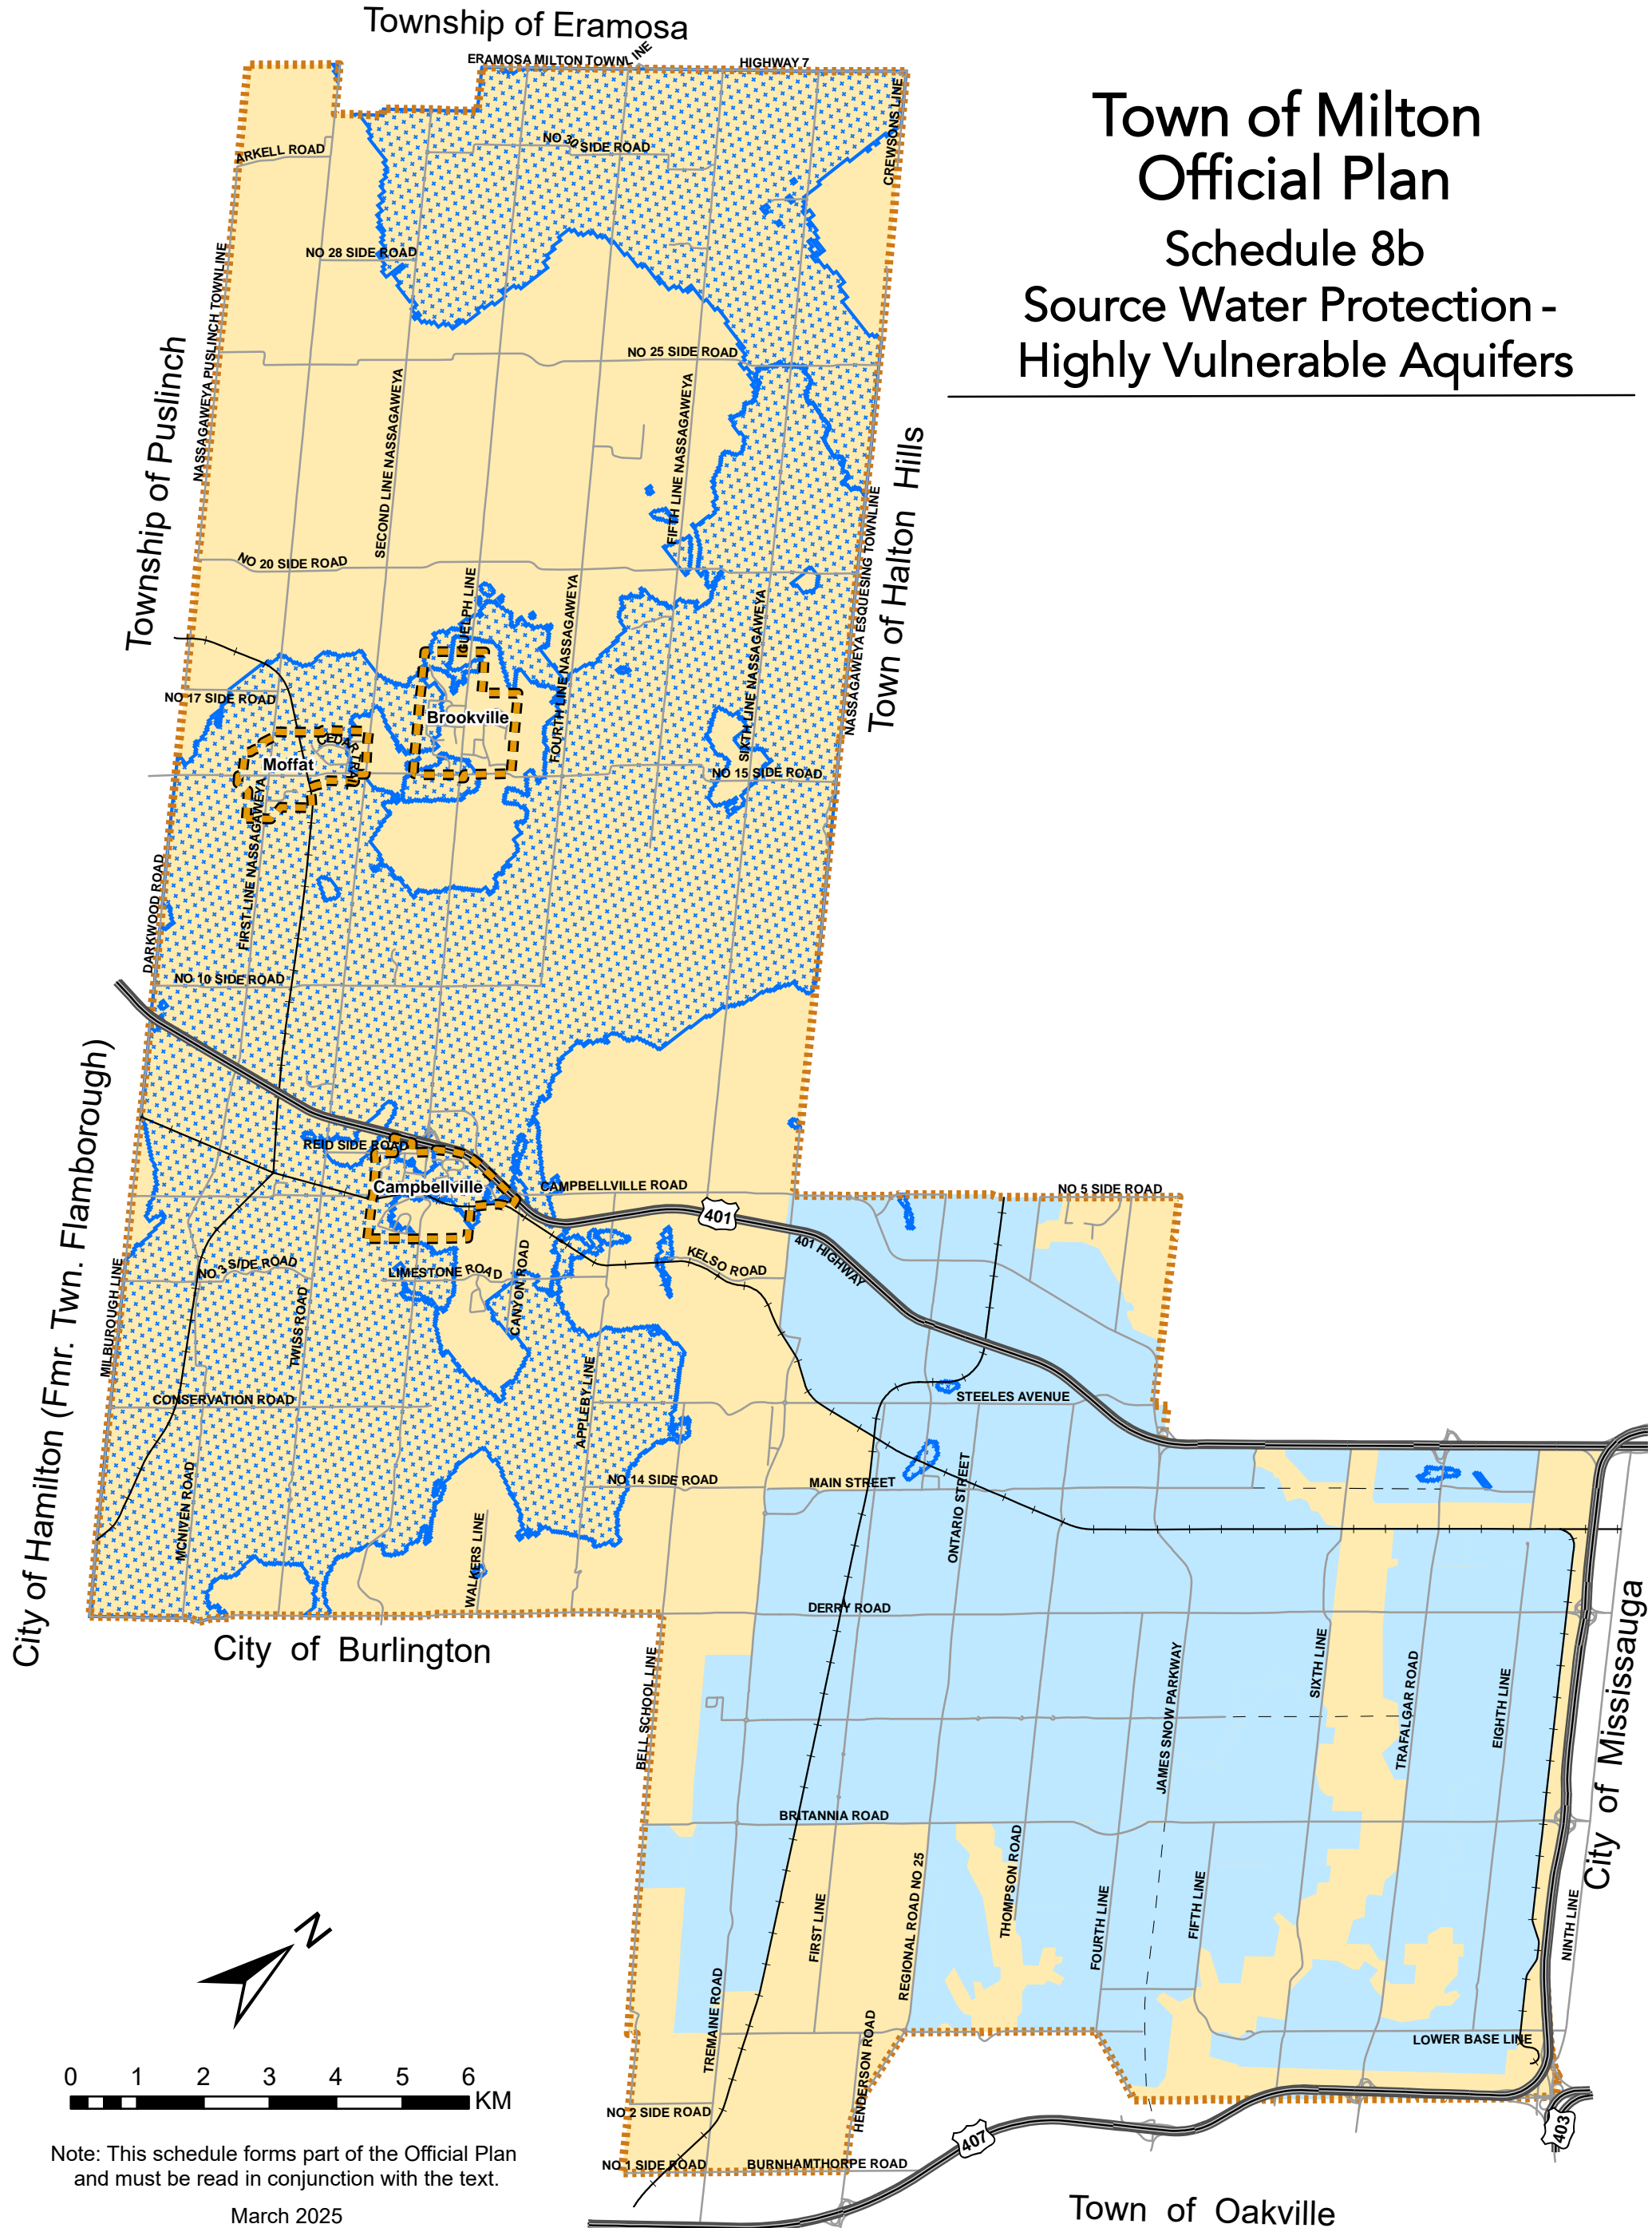 Township of Eramosa
ERAMOSA MILTON TOWNLINE
HIGHWAY 7
Town of Milton
Official Plan
Schedule 8b
Source Water Protection -
Highly Vulnerable Aquifers
CREWSONS LINE
NO 30 SIDE ROAD
ARKELL ROAD
NO 28 SIDE ROAD
NASSAGAWEYA PUSLINCH TOWNLINE
Township of Puslinch
NO 25 SIDE ROAD
SECOND LINE NASSAGAWEYA
FIFTH LINE NASSAGAWEYA
Town of Halton Hills
NASSAGAWEYA ESQUESING TOWNLINE
NO 20 SIDE ROAD
GUELPH LINE
FOURTH LINE NASSAGAWEYA
SIXTH LINE NASSAGAWEYA
NO 17 SIDE ROAD
Brookville
CEDAR TRAIL
Moffat
NO 15 SIDE ROAD
FIRST LINE NASSAGAWEYA
DARKWOOD ROAD
NO 10 SIDE ROAD
City of Hamilton (Fmr. Twn. Flamborough)
REID SIDE ROAD
Campbellville
CAMPBELLVILLE ROAD
NO 5 SIDE ROAD
401
401 HIGHWAY
KELSO ROAD
NO 3 SIDE ROAD
LIMESTONE ROAD
CANYON ROAD
MILBUROUGH LINE
TWISS ROAD
APPLEBY LINE
CONSERVATION ROAD
STEELES AVENUE
MCNIVEN ROAD
NO 14 SIDE ROAD
MAIN STREET
ONTARIO STREET
WALKERS LINE
DERRY ROAD
City of Burlington
BELL SCHOOL LINE
JAMES SNOW PARKWAY
SIXTH LINE
TRAFALGAR ROAD
EIGHTH LINE
City of Mississauga
BRITANNIA ROAD
FIRST LINE
REGIONAL ROAD NO 25
THOMPSON ROAD
FOURTH LINE
FIFTH LINE
NINTH LINE
N
TREMAINE ROAD
HENDERSON ROAD
LOWER BASE LINE
0 1 2 3 4 5 6
KM
NO 2 SIDE ROAD
407
403
Note: This schedule forms part of the Official Plan
and must be read in conjunction with the text.
NO 1 SIDE ROAD
BURNHAMTHORPE ROAD
March 2025
Town of Oakville